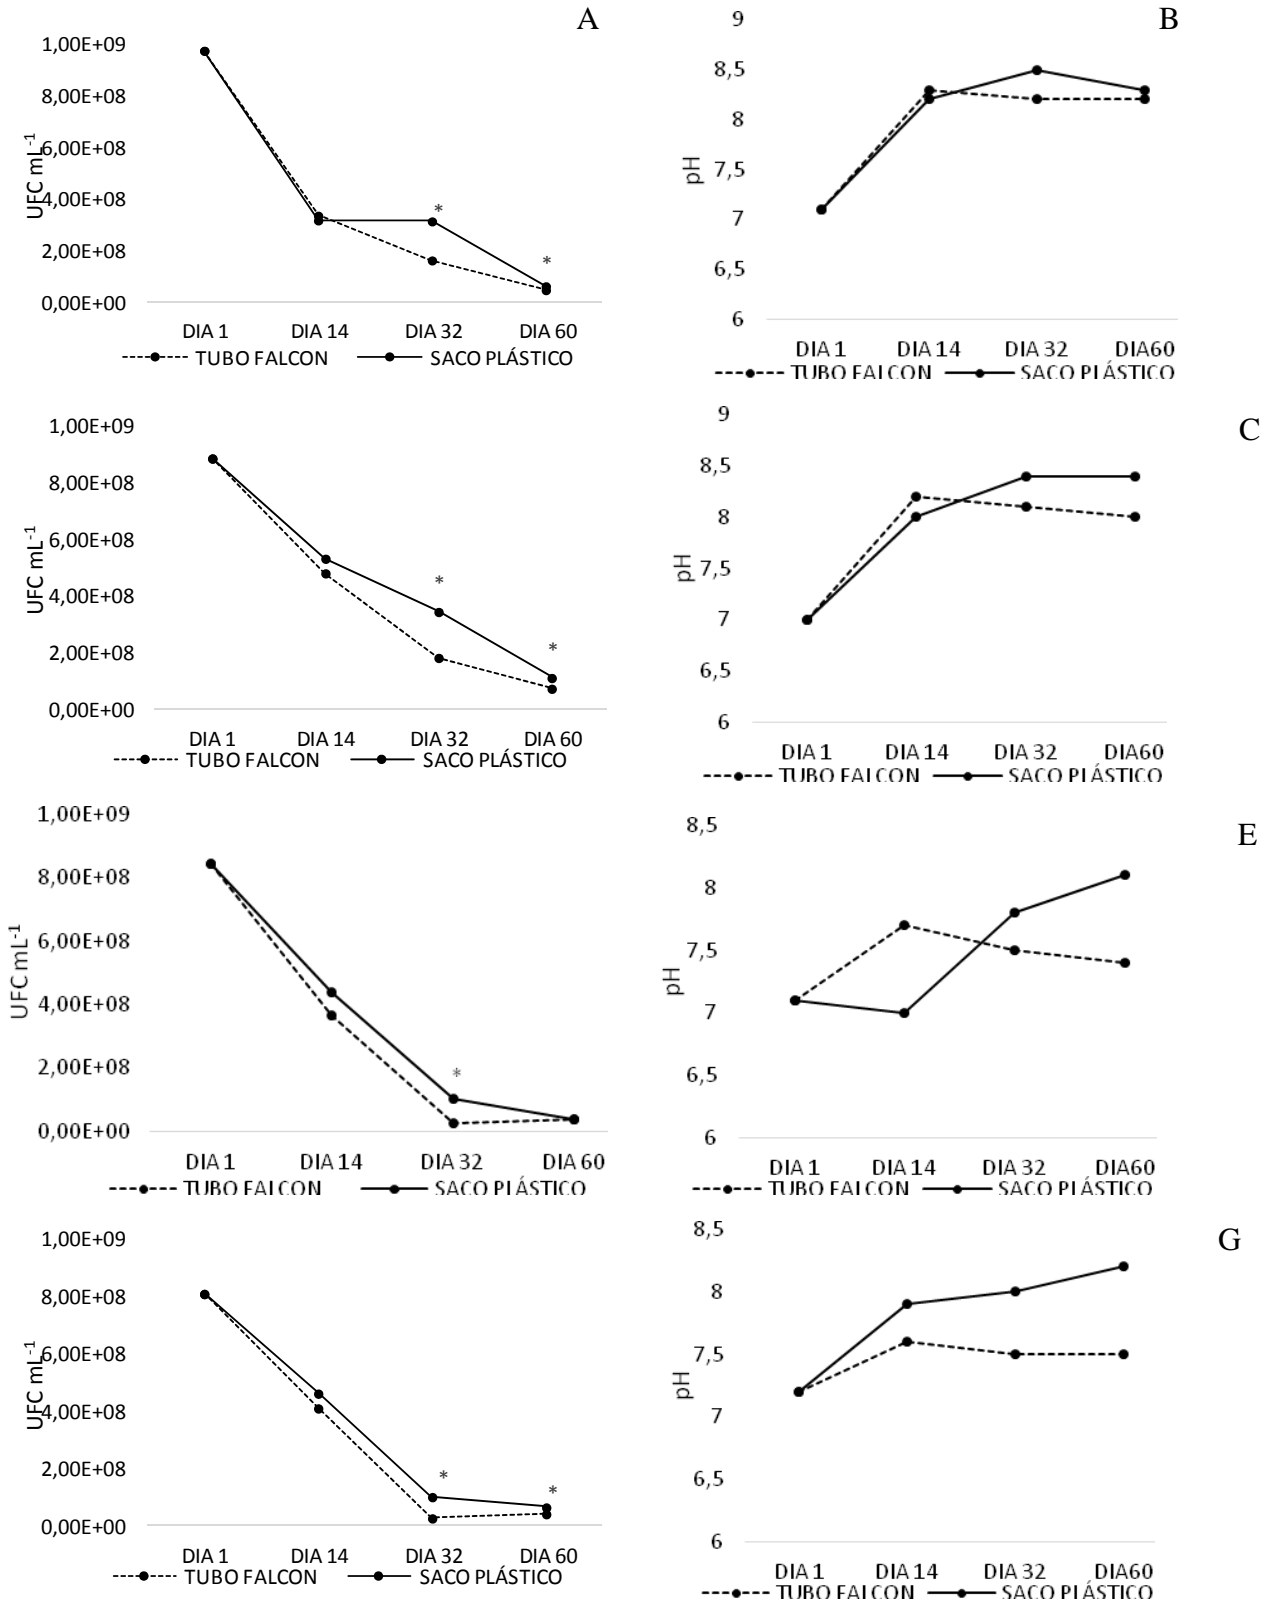 A
1,00E+09
8,00E+08
6,00E+08
4,00E+08
2,00E+08
0,00E+00
UFC mL-1
*
*
DIA 1 DIA 14 DIA 32 DIA 60
TUBO FALCON SACO PLÁSTICO
B
9
8,5
8
7,5
7
6,5
6
pH
DIA 1 DIA 14 DIA 32 DIA60
TUBO FALCON SACO PLÁSTICO
1,00E+09
8,00E+08
6,00E+08
4,00E+08
2,00E+08
0,00E+00
UFC mL-1
*
*
DIA 1 DIA 14 DIA 32 DIA 60
TUBO FALCON SACO PLÁSTICO
C
9
8,5
8
7,5
7
6,5
6
pH
DIA 1 DIA 14 DIA 32 DIA60
TUBO FALCON SACO PLÁSTICO
1,00E+09
8,00E+08
6,00E+08
4,00E+08
2,00E+08
0,00E+00
UFC mL-1
*
DIA 1 DIA 14 DIA 32 DIA 60
TUBO FALCON SACO PLÁSTICO
E
8,5
8
7,5
7
6,5
6
pH
DIA 1 DIA 14 DIA 32 DIA60
TUBO FALCON SACO PLÁSTICO
1,00E+09
8,00E+08
6,00E+08
4,00E+08
2,00E+08
0,00E+00
UFC mL-1
*
*
DIA 1 DIA 14 DIA 32 DIA 60
TUBO FALCON SACO PLÁSTICO
G
8,5
8
7,5
7
6,5
6
pH
DIA 1 DIA 14 DIA 32 DIA60
TUBO FALCON SACO PLÁSTICO